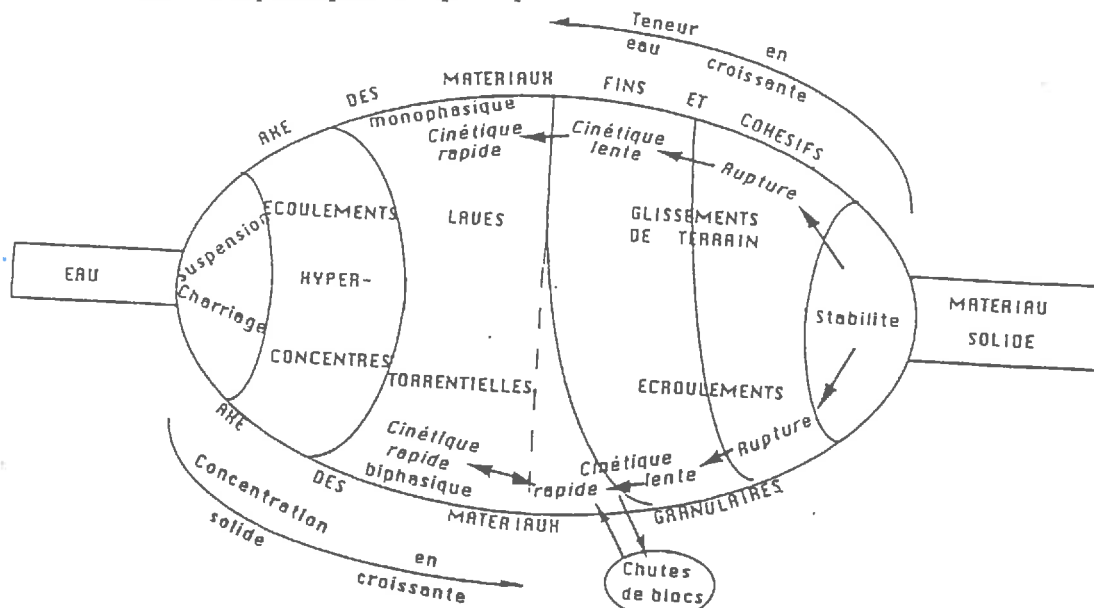 Teneur en
eau croissante
AXE DES MATERIAUX FINS ET COHESIFS
monophasique
Cinétique
rapide
Cinétique
lente
Rupture
EAU
Suspension
Charriage
ECOULEMENTS
HYPER-
CONCENTRES
LAVES
TORRENTIELLES
GLISSEMENTS
DE TERRAIN
ECROULEMENTS
Stabilite
MATERIAU
SOLIDE
Rupture
Cinétique
lente
rapide
Cinétique
rapide
biphasique
AXE DES MATERIAUX GRANULAIRES
Concentration en
solide croissante
Chutes
de blocs